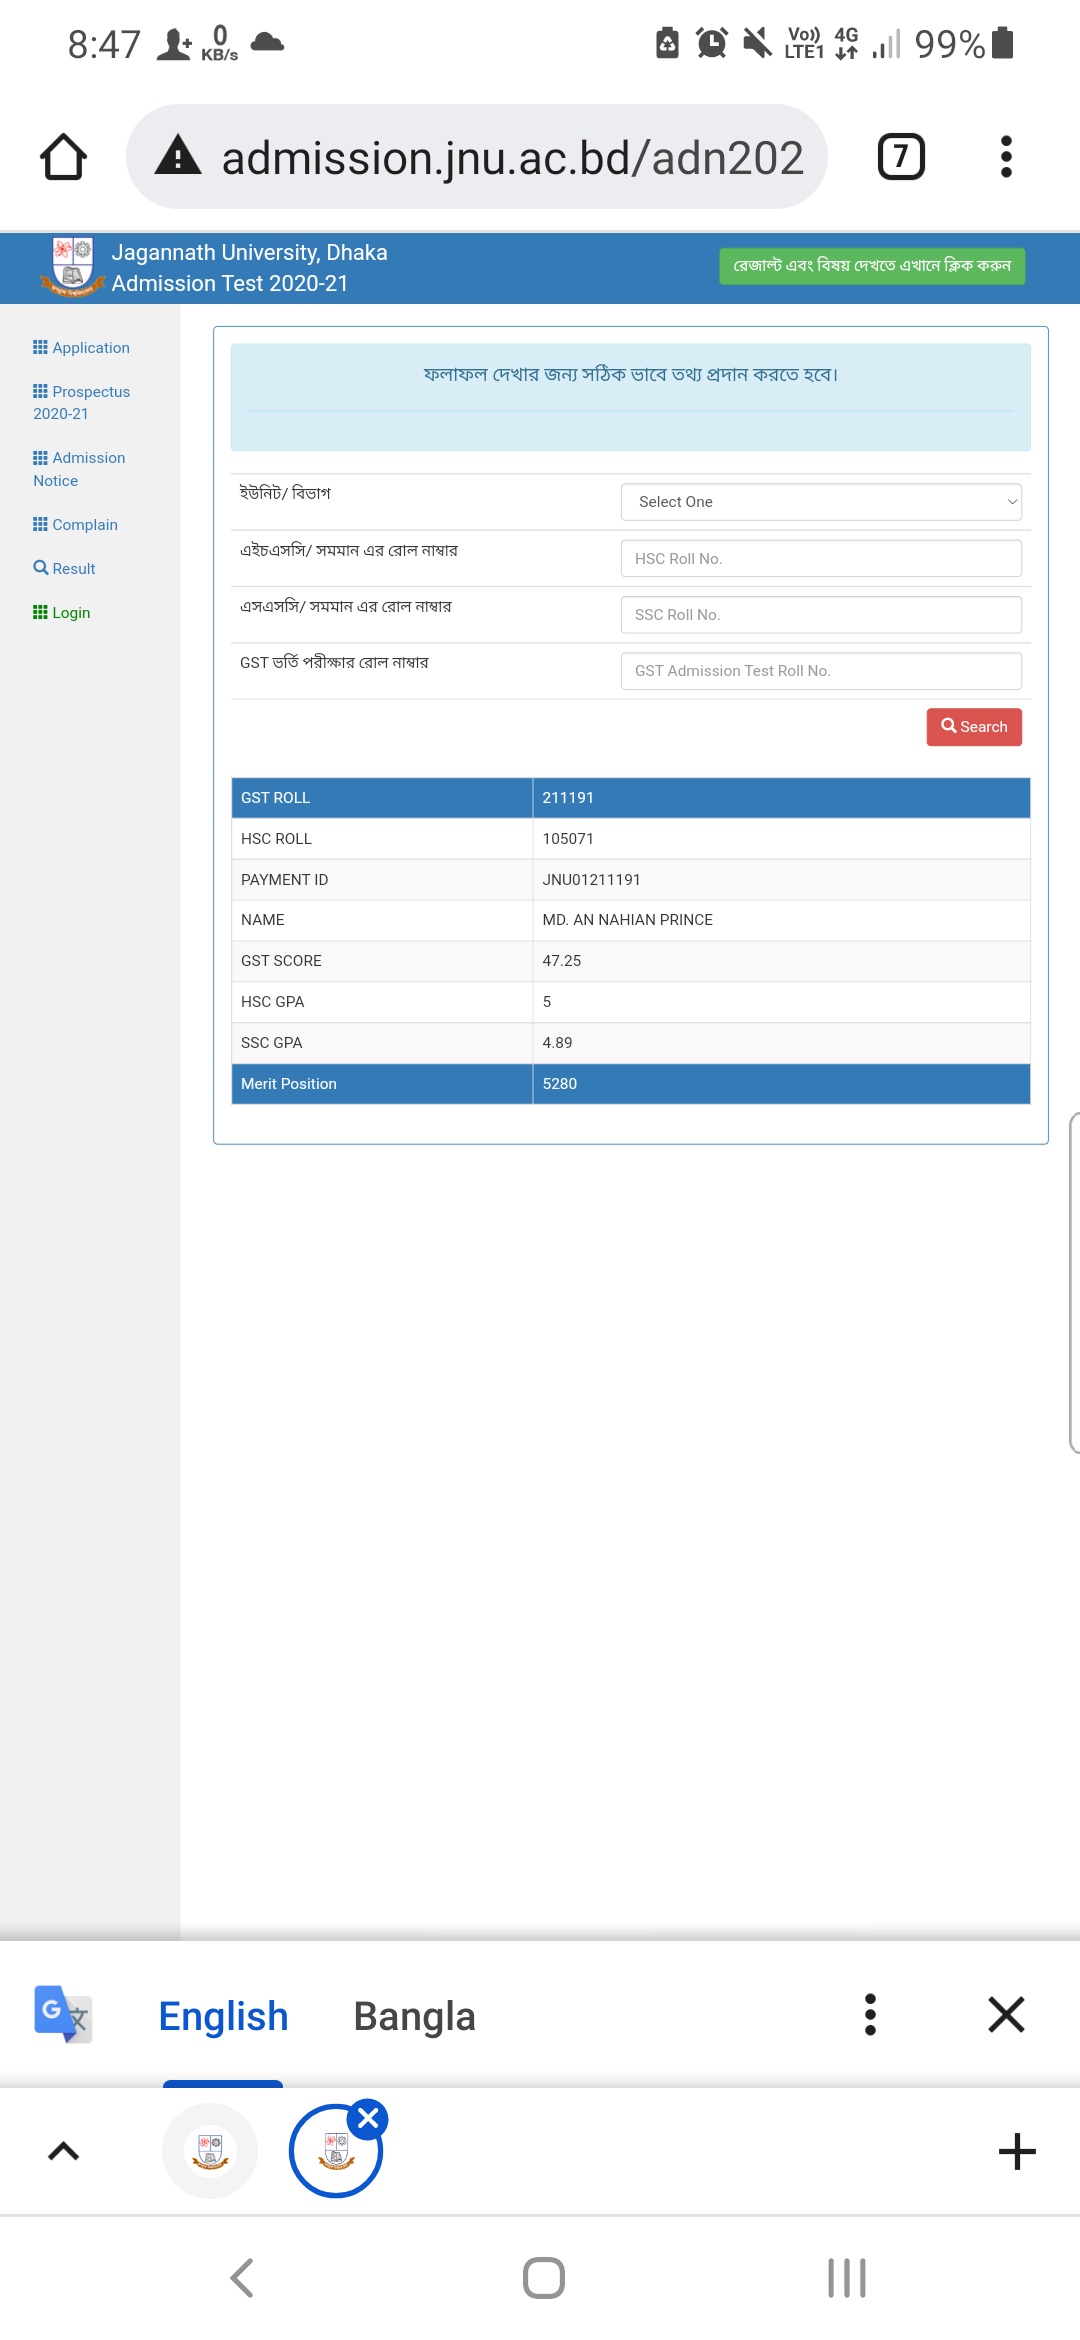 8:47
0
KB/s
Vo))
LTE1
4G
99%
admission.jnu.ac.bd/adn202
7
Jagannath University, Dhaka
Admission Test 2020-21
রেজাল্ট এবং বিষয় দেখতে এখানে ক্লিক করুন
Application
Prospectus
2020-21
Admission
Notice
Complain
Result
Login
ফলাফল দেখার জন্য সঠিক ভাবে তথ্য প্রদান করতে হবে।
ইউনিট/ বিভাগ
Select One
এইচএসসি/ সমমান এর রোল নাম্বার
HSC Roll No.
এসএসসি/ সমমান এর রোল নাম্বার
SSC Roll No.
GST ভর্তি পরীক্ষার রোল নাম্বার
GST Admission Test Roll No.
Search
GST ROLL 211191
HSC ROLL 105071
PAYMENT ID JNU01211191
NAME MD. AN NAHIAN PRINCE
GST SCORE 47.25
HSC GPA 5
SSC GPA 4.89
Merit Position 5280
G 文
English Bangla